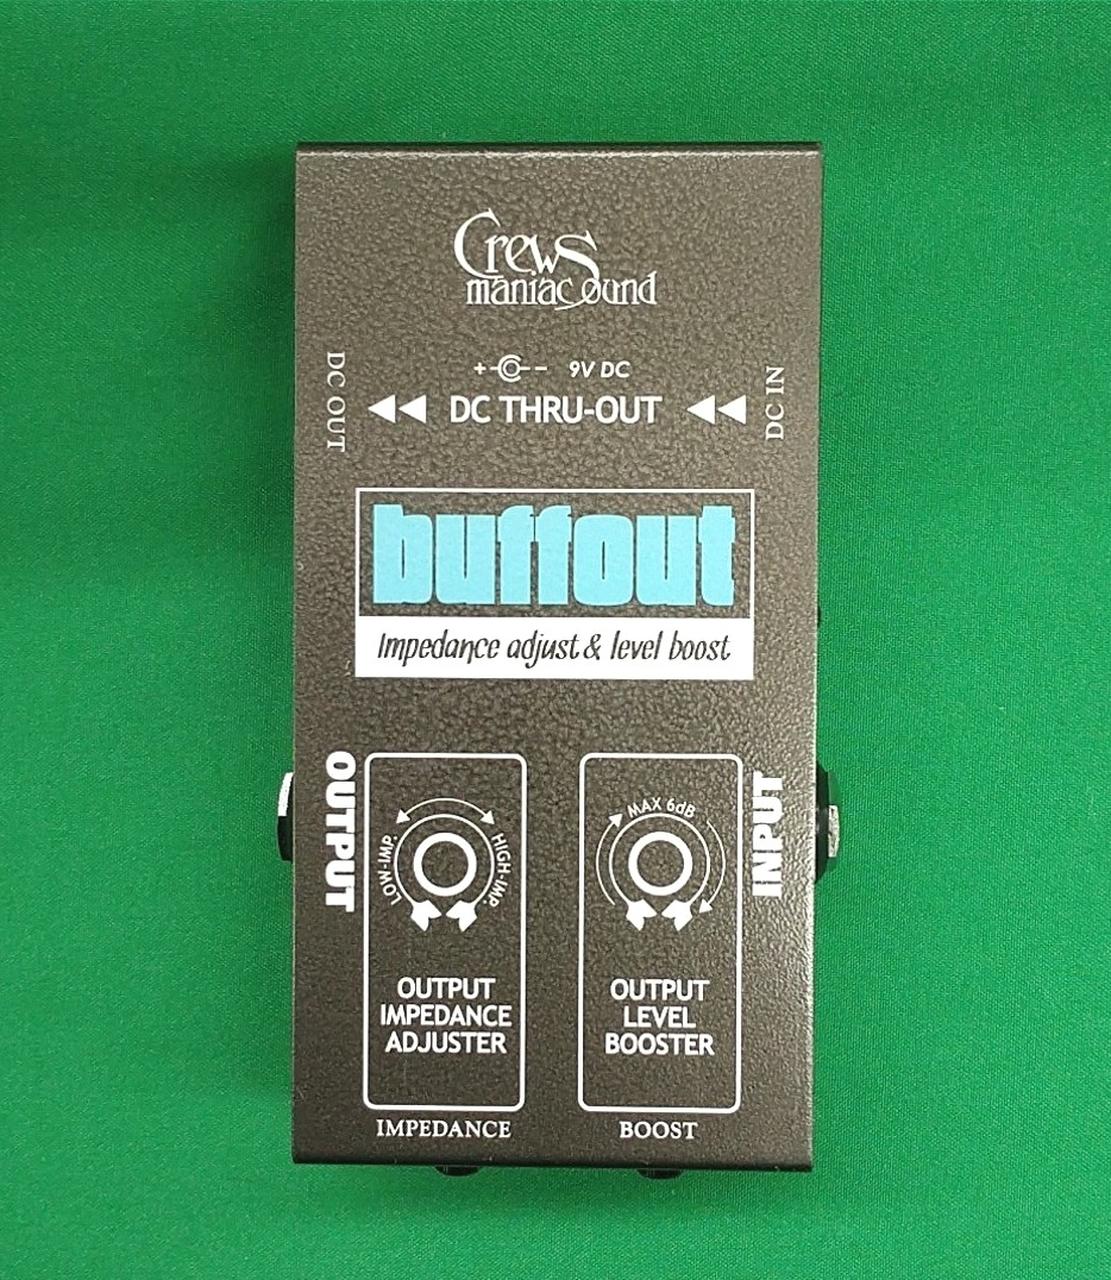 Crews
maniac sound
+ - 9V DC
DC OUT
DC THRU-OUT
DC IN
buffout
Impedance adjust & level boost
OUTPUT
LOW-IMP.
HIGH-IMP.
OUTPUT
IMPEDANCE
ADJUSTER
IMPEDANCE
MAX 6dB
INPUT
OUTPUT
LEVEL
BOOSTER
BOOST